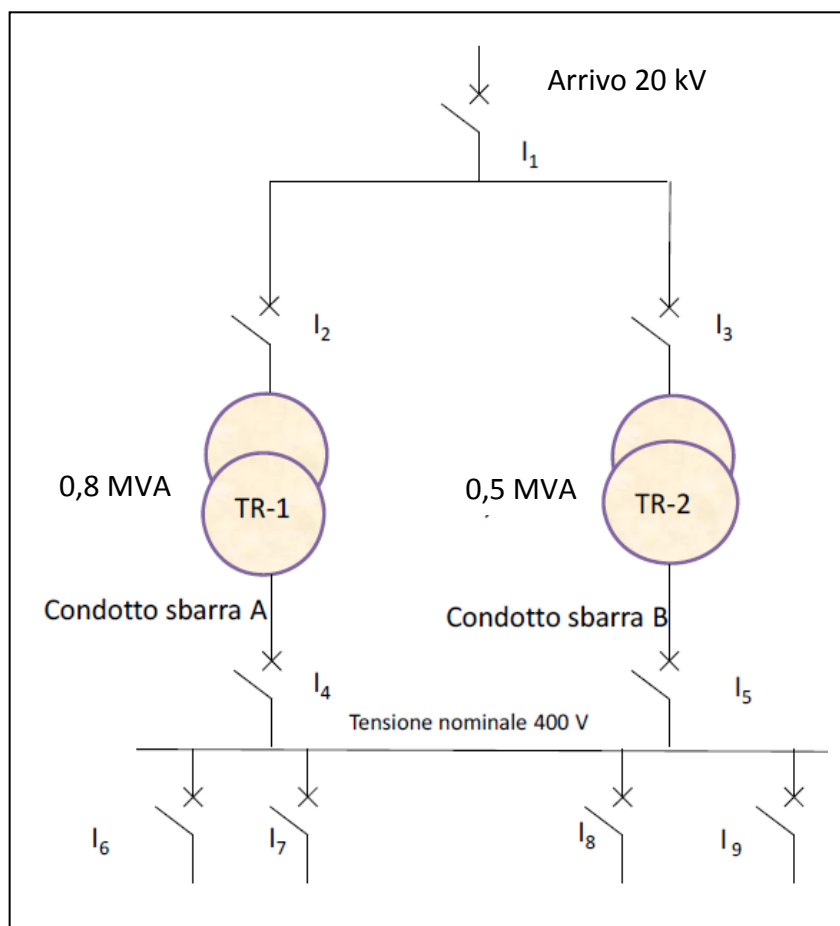 Arrivo 20 kV
I₁
I₂
I₃
0,8 MVA
TR-1
0,5 MVA
TR-2
Condotto sbarra A
Condotto sbarra B
I₄
I₅
Tensione nominale 400 V
I₆
I₇
I₈
I₉